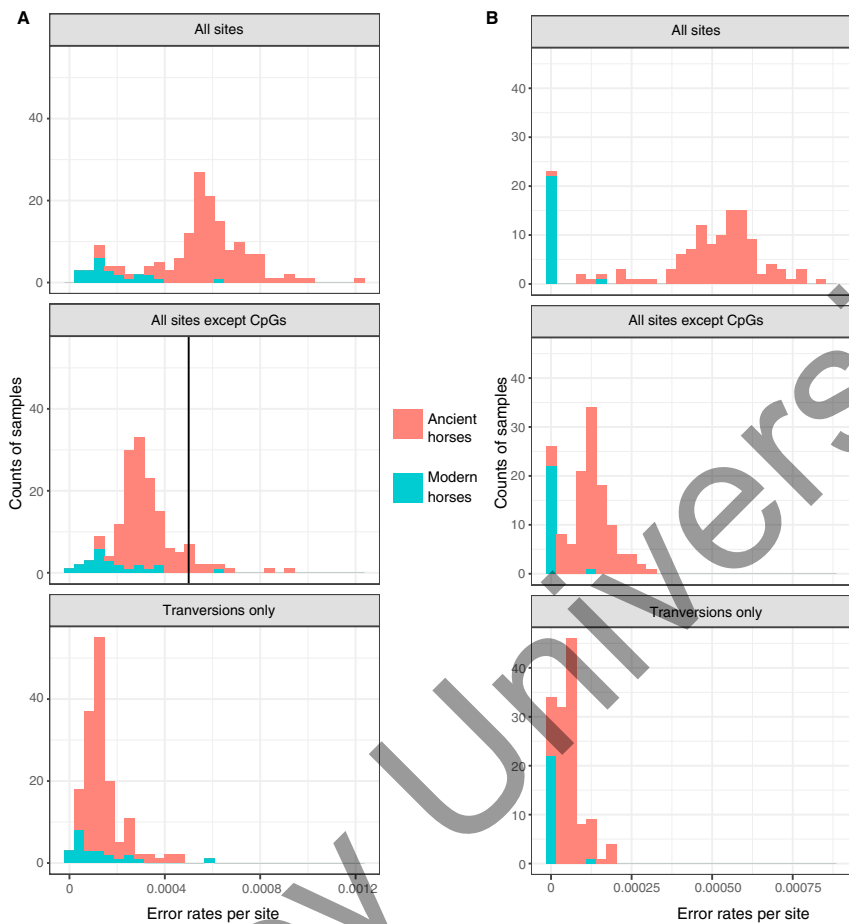 A
All sites
40
20
0
All sites except CpGs
40
20
0
Tranversions only
40
20
0
0
0.0004
0.0008
0.0012
Error rates per site
Counts of samples
Ancient
horses
Modern
horses
B
All sites
40
30
20
10
0
All sites except CpGs
40
30
20
10
0
Tranversions only
40
30
20
10
0
0
0.00025
0.00050
0.00075
Error rates per site
Counts of samples
y Universi